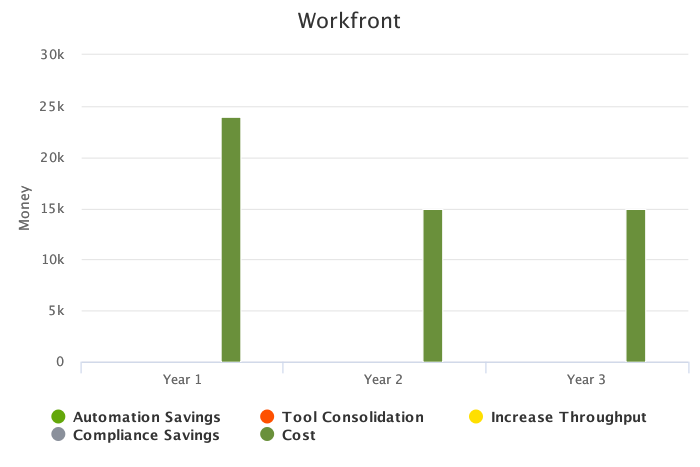 Workfront
30k
25k
20k
15k
10k
5k
0
Money
Year 1 Year 2 Year 3
Automation Savings Tool Consolidation Increase Throughput
Compliance Savings Cost